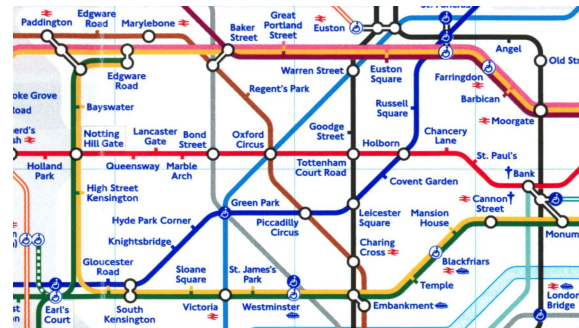 Paddington
Edgware
Road
Marylebone
Baker
Street
Great
Portland
Street
Euston
Angel
Old
Edgware
Road
Warren Street
Euston
Square
Farringdon
Barbican
Moorgate
Bayswater
Regent's Park
Russell
Square
oke Grove
Road
erd's
Notting
Hill Gate
Lancaster
Gate
Bond
Street
Oxford
Circus
Goodge
Street
Holborn
Chancery
Lane
St. Paul's
Holland
Park
Queensway
Marble
Arch
Tottenham
Court Road
Bank
High Street
Kensington
Covent Garden
Cannon
Street
Hyde Park Corner
Green Park
Piccadilly
Circus
Leicester
Square
Mansion
House
Monum
Knightsbridge
Charing
Cross
Blackfriars
Gloucester
Road
Sloane
Square
St. James's
Park
Temple
Earl's
Court
South
Kensington
Victoria
Westminster
Embankment
London
Bridge